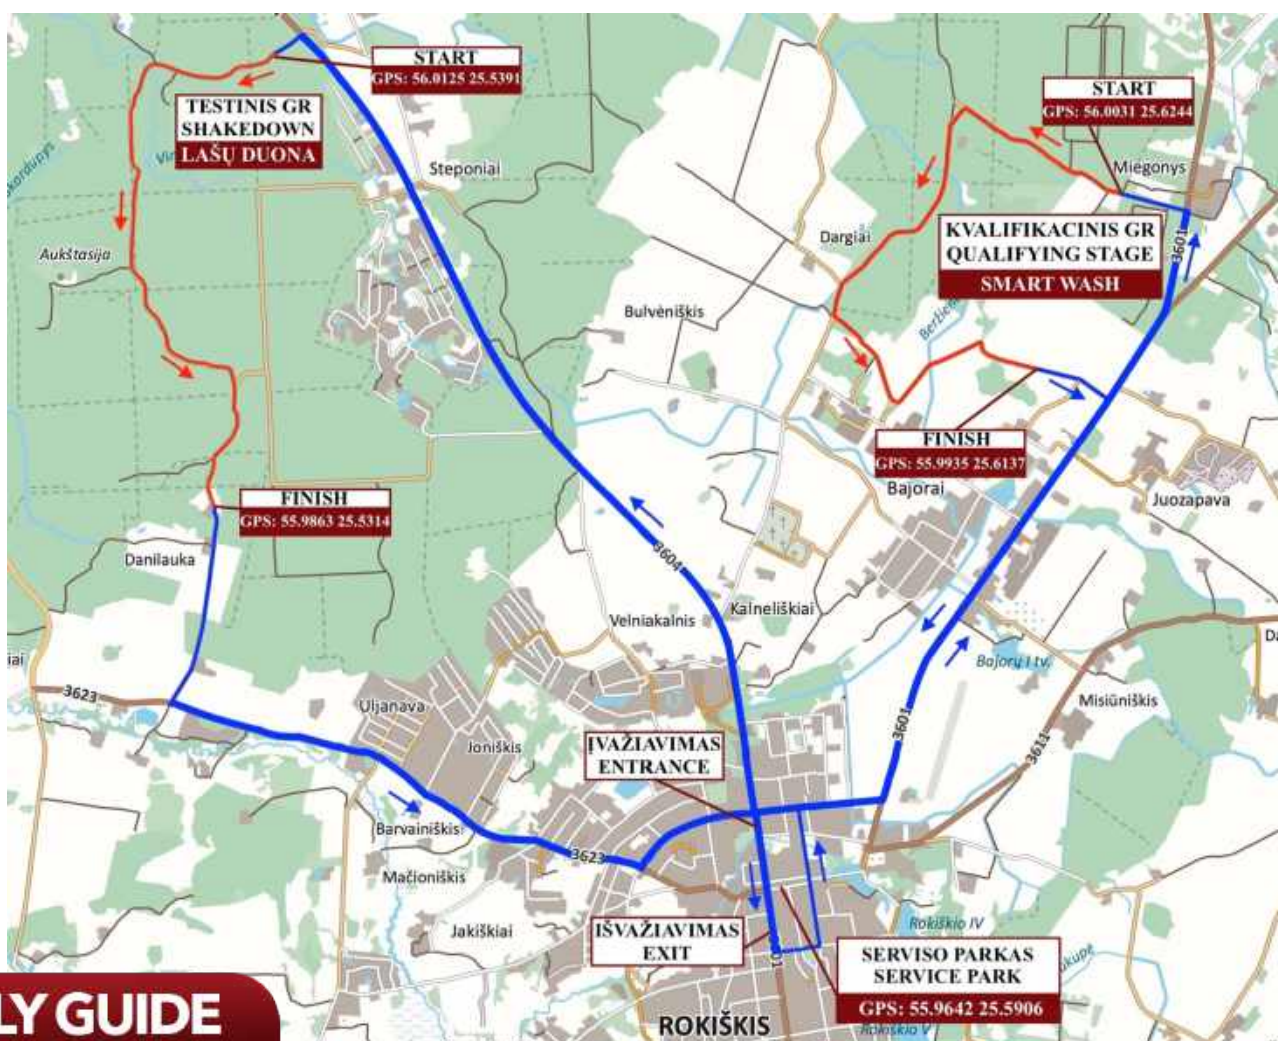 START
GPS: 56.0125 25.5391
TESTINIS GR
SHAKEDOWN
LAŠŲ DUONA
Steponiai
Aukštasija
START
GPS: 56.0031 25.6244
Miegonys
Dargiai
KVALIFIKACINIS GR
QUALIFYING STAGE
SMART WASH
3601
Bulvėniškis
FINISH
GPS: 55.9935 25.6137
Bajorai
Juozapava
FINISH
GPS: 55.9863 25.5314
Danilauka
3604
Velniakalnis
Kalneliškiai
Bajorų I tv.
iai
3623
Uljanava
Joniškis
Misiūniškis
3601
3611
ĮVAŽIAVIMAS
ENTRANCE
Barvainiškis
3623
Mačioniškis
Jakiškiai
IŠVAŽIAVIMAS
EXIT
Rokiškio IV
SERVISO PARKAS
SERVICE PARK
GPS: 55.9642 25.5906
ROKIŠKIS
Rokiškio V
LY GUIDE